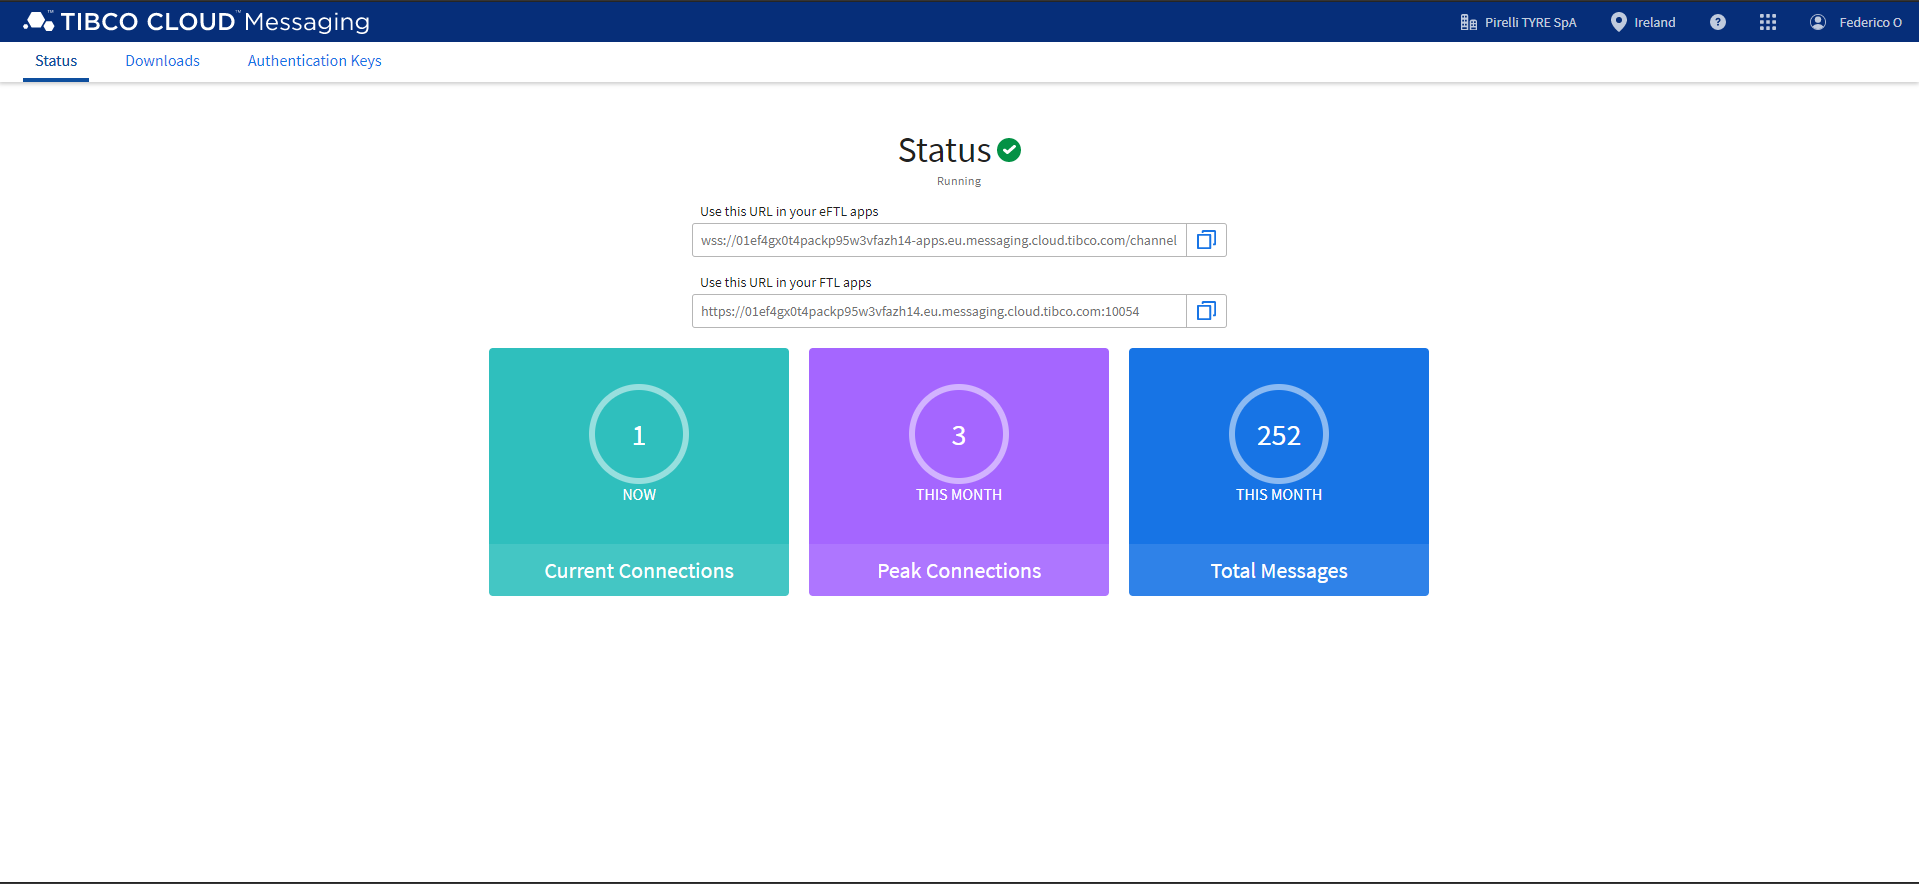 TIBCO CLOUD™ Messaging
Pirelli TYRE SpA
Ireland
?
Federico O
Status
Downloads
Authentication Keys
Status
Running
Use this URL in your eFTL apps
wss://01ef4gx0t4packp95w3vfazh14-apps.eu.messaging.cloud.tibco.com/channel
Use this URL in your FTL apps
https://01ef4gx0t4packp95w3vfazh14.eu.messaging.cloud.tibco.com:10054
1
NOW
Current Connections
3
THIS MONTH
Peak Connections
252
THIS MONTH
Total Messages